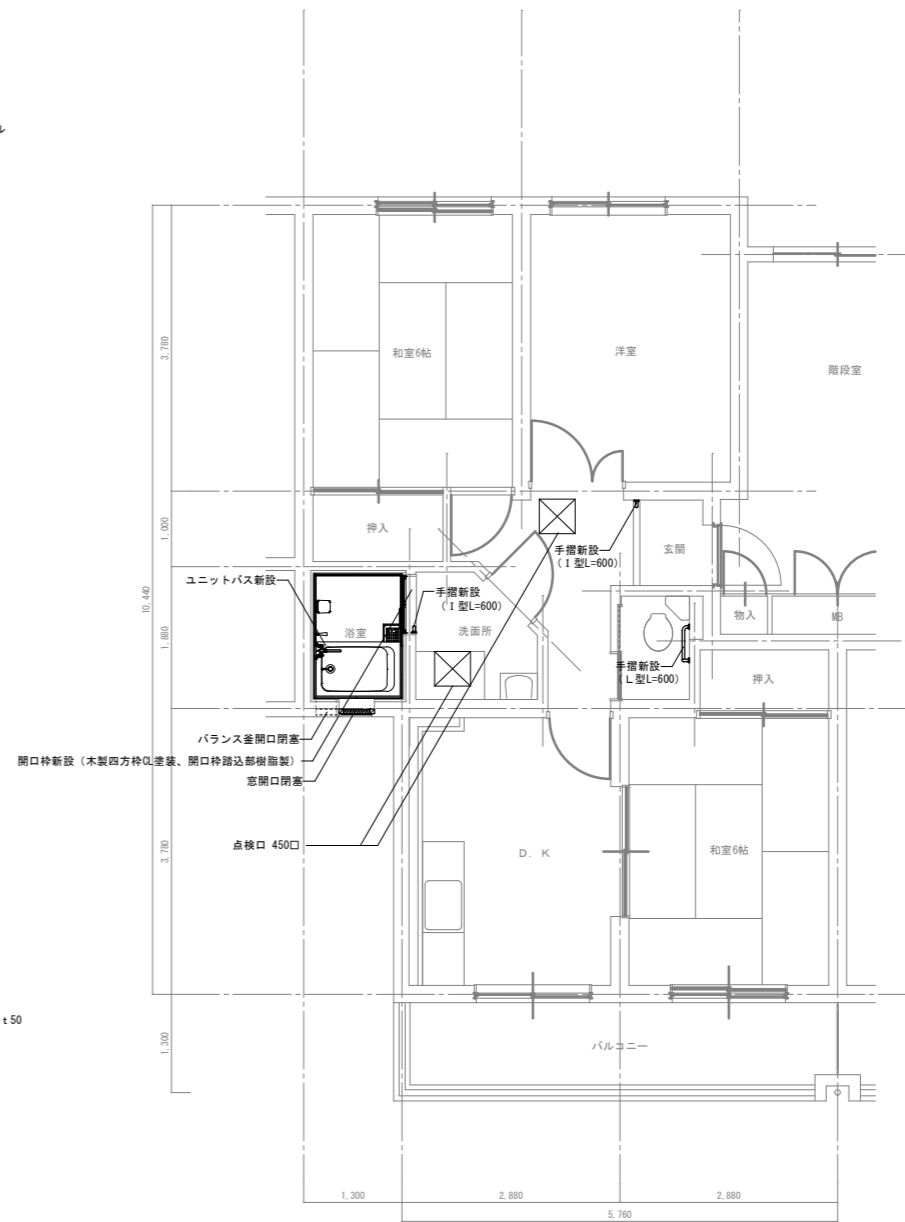 ル
3,780
和室6帖
洋室
階段室
1,000
押入
手摺新設
(Ｉ型L=600)
玄関
10,440
ユニットバス新設
手摺新設
(Ｉ型L=600)
1,880
浴室
洗面所
物入
MB
手摺新設
(Ｌ型L=600)
押入
バランス釜開口閉塞
開口枠新設（木製四方枠CL塗装、開口枠踏込部樹脂製）
窓開口閉塞
点検口 450□
3,780
Ｄ．Ｋ
和室6帖
ｔ50
1,300
バルコニー
1,300
2,880
2,880
5,760